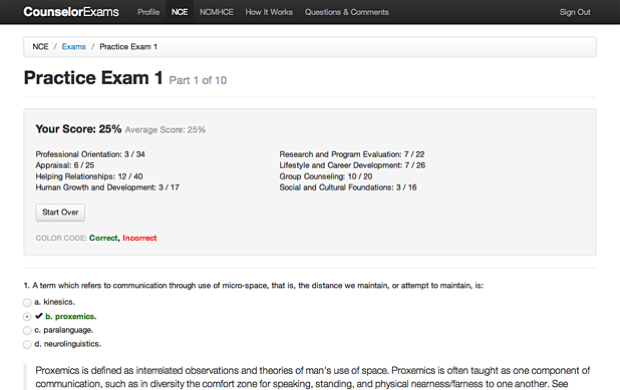 CounselorExams Profile NCE NCMHCE How It Works Questions & Comments Sign Out
NCE / Exams / Practice Exam 1
Practice Exam 1 Part 1 of 10
Your Score: 25% Average Score: 25%
Professional Orientation: 3 / 34
Appraisal: 6 / 25
Helping Relationships: 12 / 40
Human Growth and Development: 3 / 17
Research and Program Evaluation: 7 / 22
Lifestyle and Career Development: 7 / 26
Group Counseling: 10 / 20
Social and Cultural Foundations: 3 / 16
Start Over
COLOR CODE: Correct, Incorrect
1. A term which refers to communication through use of micro-space, that is, the distance we maintain, or attempt to maintain, is:
a. kinesics.
✔ b. proxemics.
c. paralanguage.
d. neurolinguistics.
Proxemics is defined as interrelated observations and theories of man's use of space. Proxemics is often taught as one component of
communication, such as in diversity the comfort zone for speaking, standing, and physical nearness/farness to one another. See